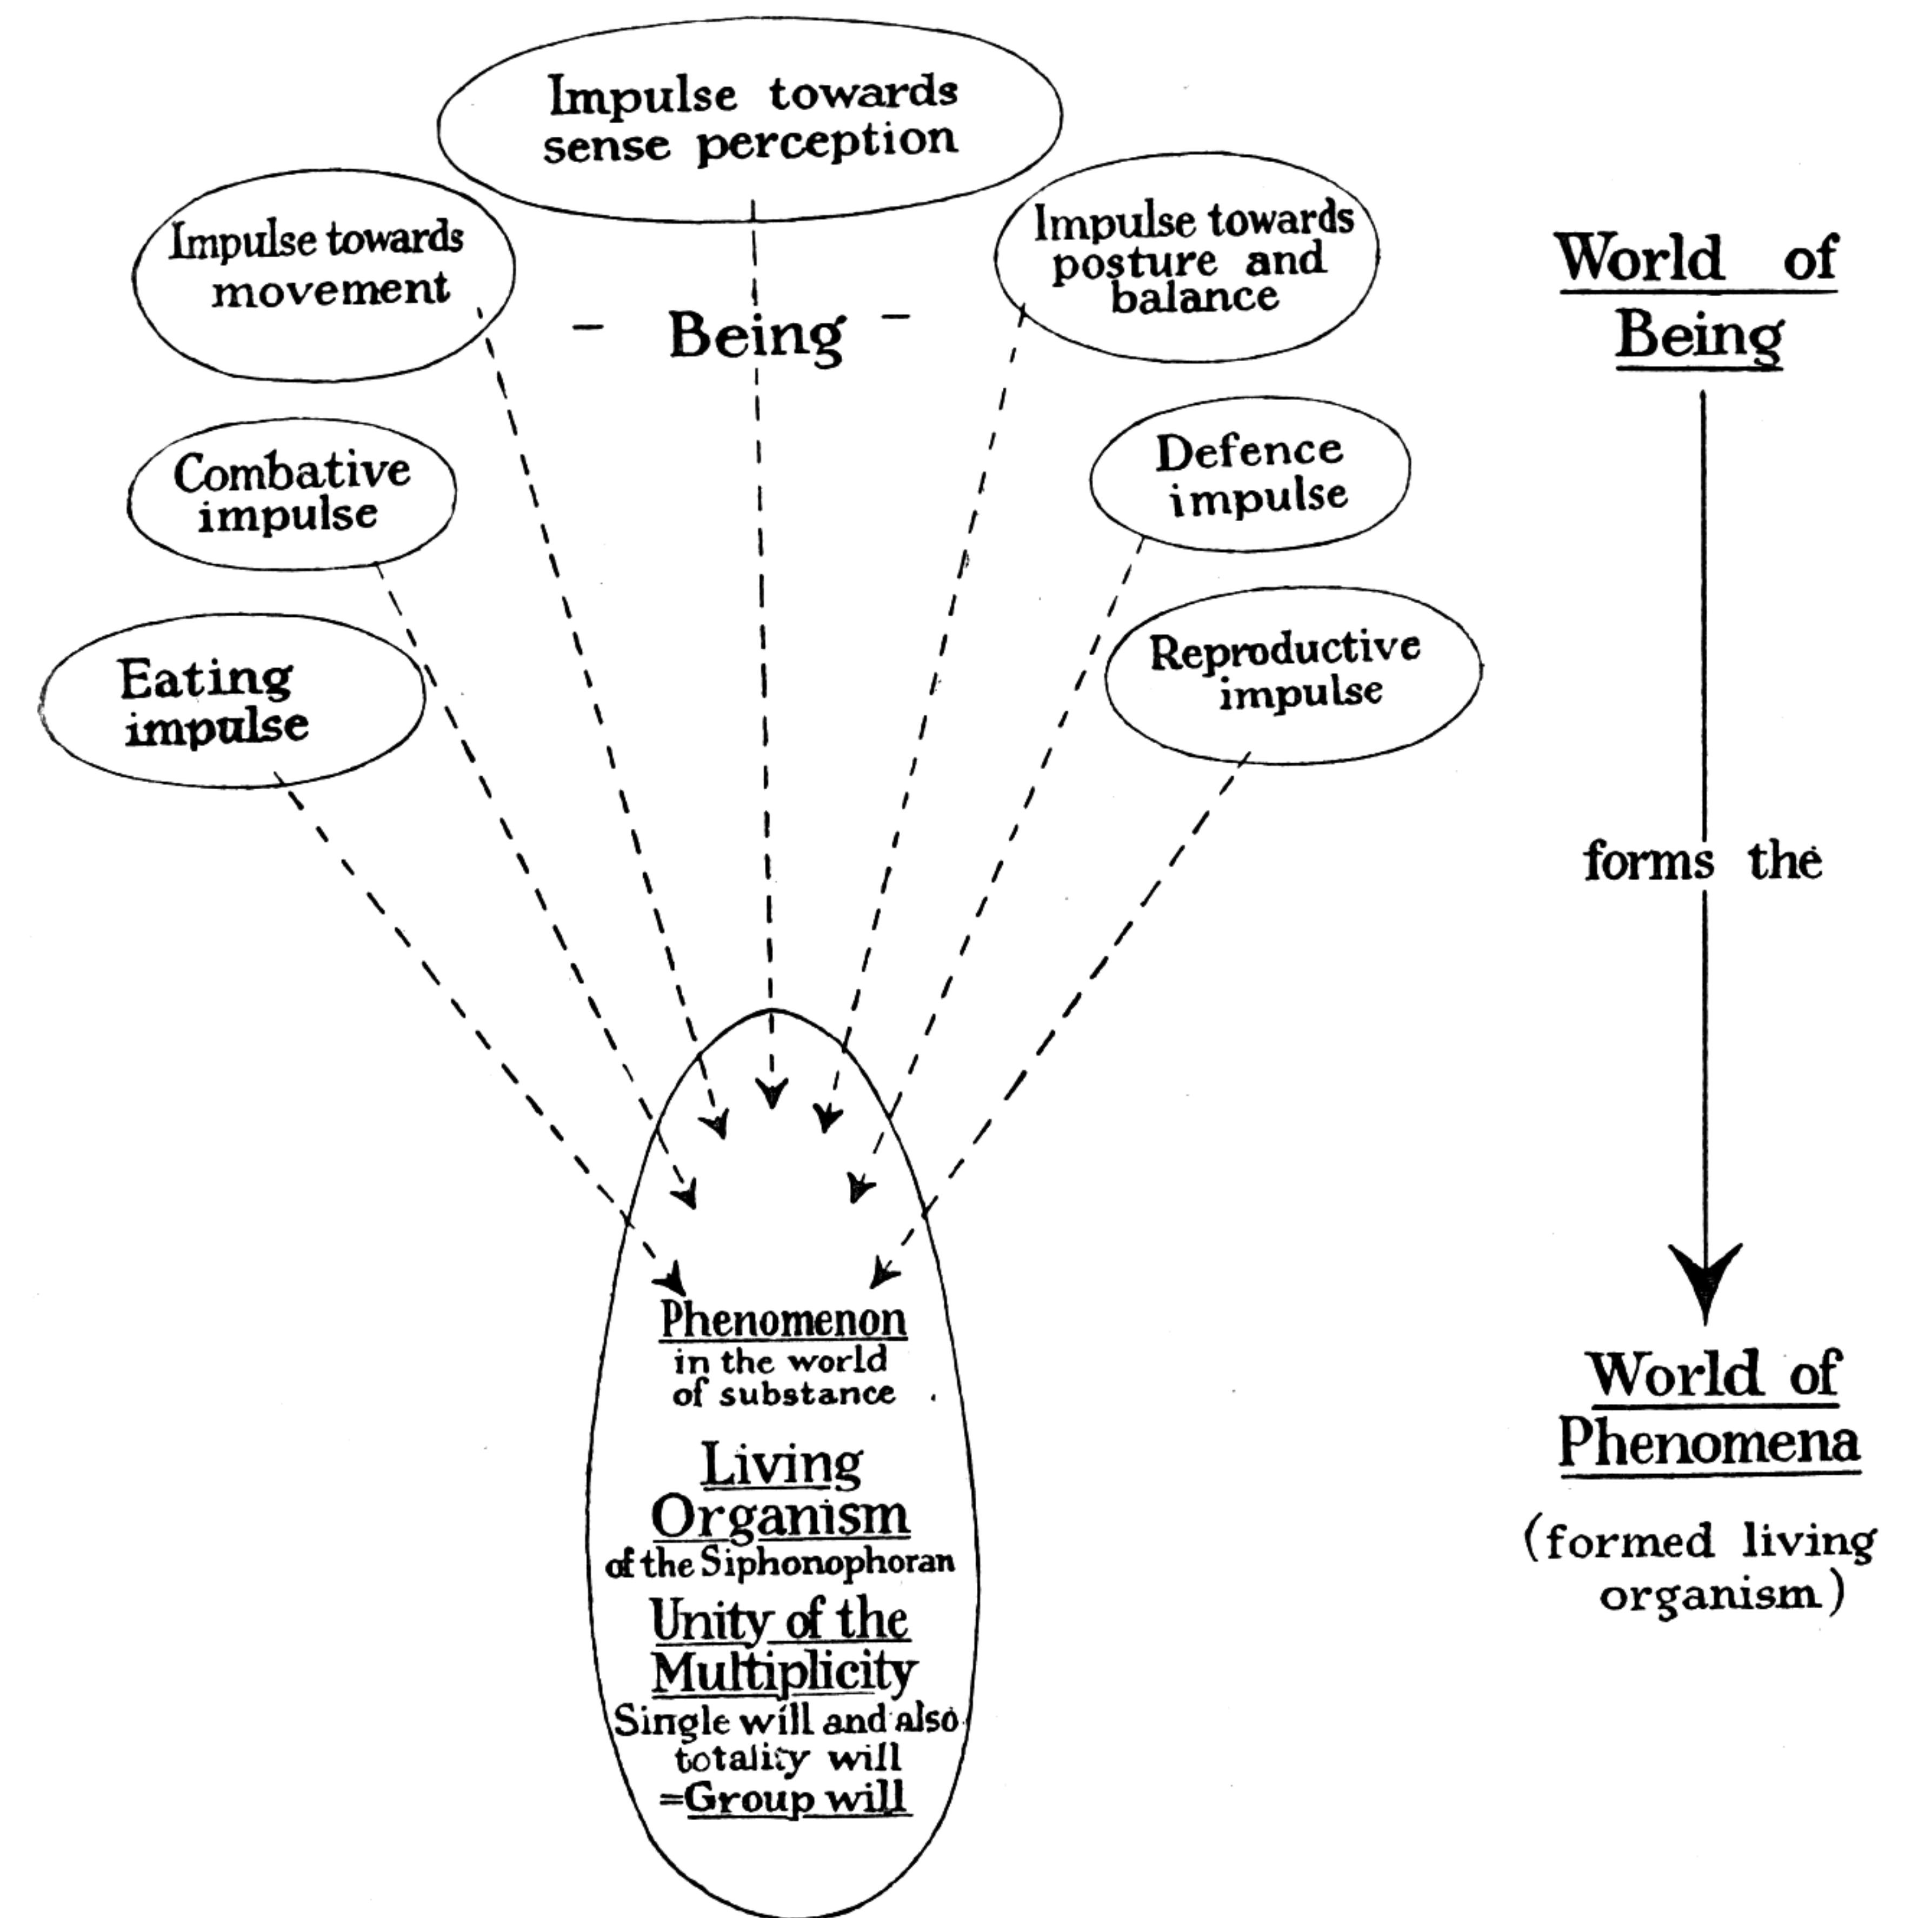 Impulse towards
sense perception
Impulse towards
movement
Impulse towards
posture and
balance
- Being -
Combative
impulse
Defence
impulse
Eating
impulse
Reproductive
impulse
World of
Being
forms the
World of
Phenomena
(formed living
organism)
Phenomenon
in the world
of substance
Living
Organism
of the Siphonophoran
Unity of the
Multiplicity
Single will and also
totality will
=Group will